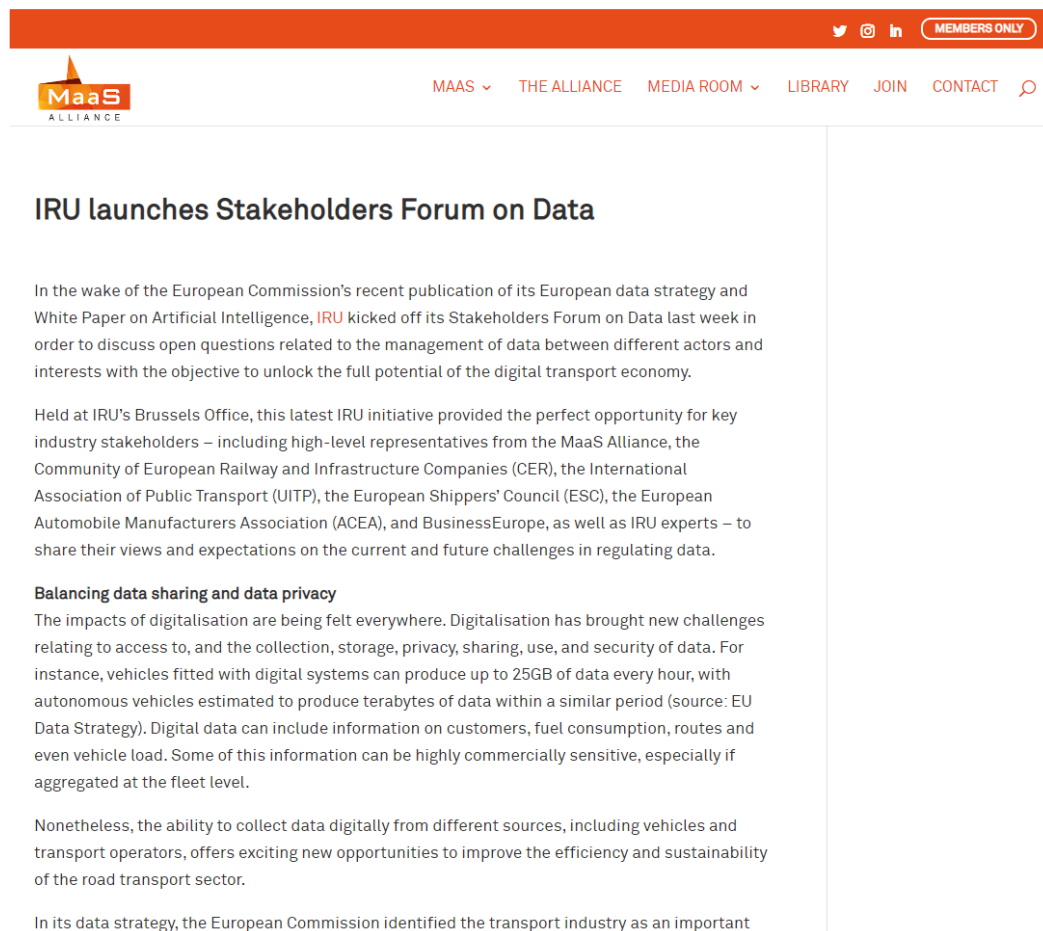 MEMBERS ONLY
MaaS
ALLIANCE
MAAS
THE ALLIANCE
MEDIA ROOM
LIBRARY
JOIN
CONTACT
IRU launches Stakeholders Forum on Data
In the wake of the European Commission's recent publication of its European data strategy and
White Paper on Artificial Intelligence, IRU kicked off its Stakeholders Forum on Data last week in
order to discuss open questions related to the management of data between different actors and
interests with the objective to unlock the full potential of the digital transport economy.
Held at IRU's Brussels Office, this latest IRU initiative provided the perfect opportunity for key
industry stakeholders – including high-level representatives from the MaaS Alliance, the
Community of European Railway and Infrastructure Companies (CER), the International
Association of Public Transport (UITP), the European Shippers' Council (ESC), the European
Automobile Manufacturers Association (ACEA), and BusinessEurope, as well as IRU experts – to
share their views and expectations on the current and future challenges in regulating data.
Balancing data sharing and data privacy
The impacts of digitalisation are being felt everywhere. Digitalisation has brought new challenges
relating to access to, and the collection, storage, privacy, sharing, use, and security of data. For
instance, vehicles fitted with digital systems can produce up to 25GB of data every hour, with
autonomous vehicles estimated to produce terabytes of data within a similar period (source: EU
Data Strategy). Digital data can include information on customers, fuel consumption, routes and
even vehicle load. Some of this information can be highly commercially sensitive, especially if
aggregated at the fleet level.
Nonetheless, the ability to collect data digitally from different sources, including vehicles and
transport operators, offers exciting new opportunities to improve the efficiency and sustainability
of the road transport sector.
In its data strategy, the European Commission identified the transport industry as an important